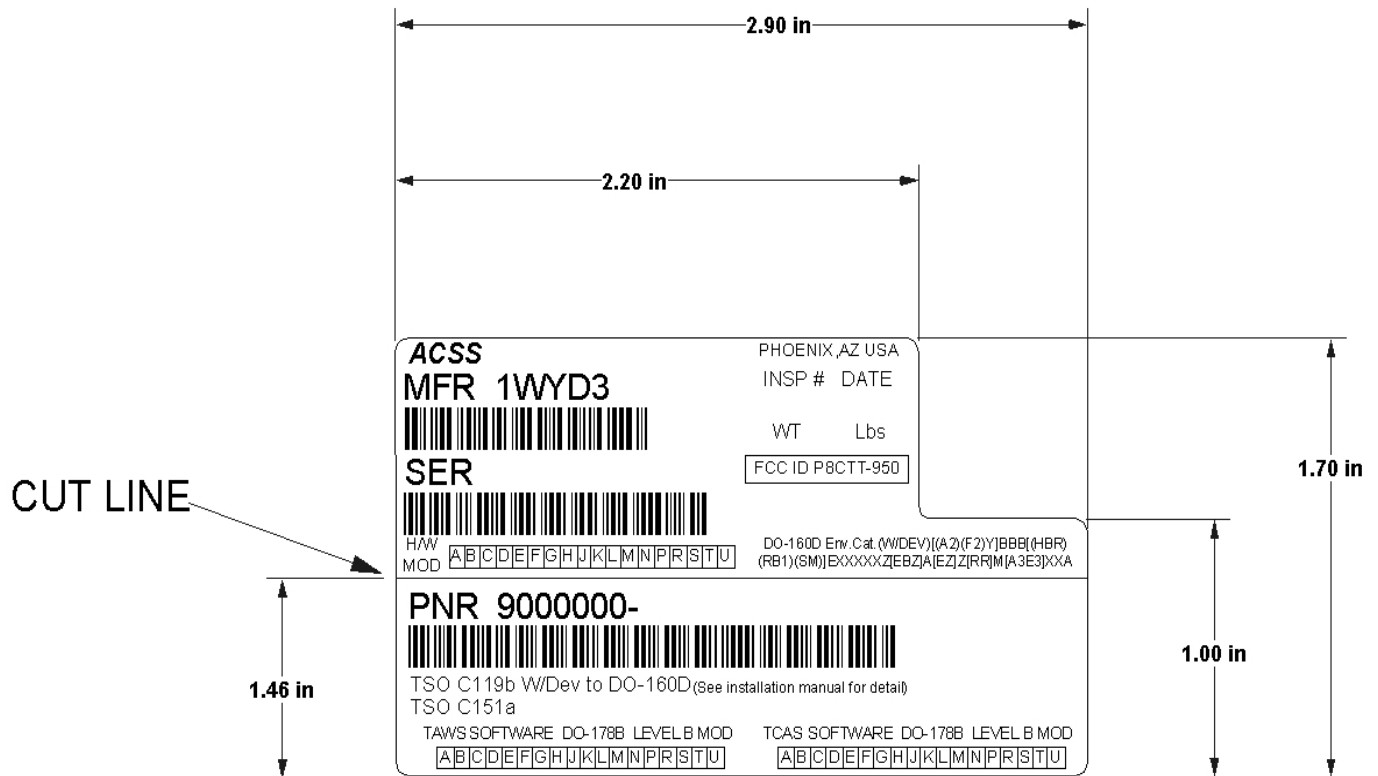 2.90 in
2.20 in
ACSS
PHOENIX,AZ USA
MFR 1WYD3
INSP # DATE
WT Lbs
SER
FCC ID P8CTT-950
1.70 in
CUT LINE
H/W
MOD
ABCDEFGHJKLMNPRSTU
DO-160D Env.Cat.(W/DEV)[(A2)(F2)Y]BBB[(HBR)
(RB1)(SM)]EXXXXXZ[EBZ]A[EZ]Z[RR]M[A3E3]XXA
PNR 9000000-
1.00 in
1.46 in
TSO C119b W/Dev to DO-160D(See installation manual for detail)
TSO C151a
TAWS SOFTWARE DO-178B LEVEL B MOD
TCAS SOFTWARE DO-178B LEVEL B MOD
ABCDEFGHJKLMNPRSTU
ABCDEFGHJKLMNPRSTU